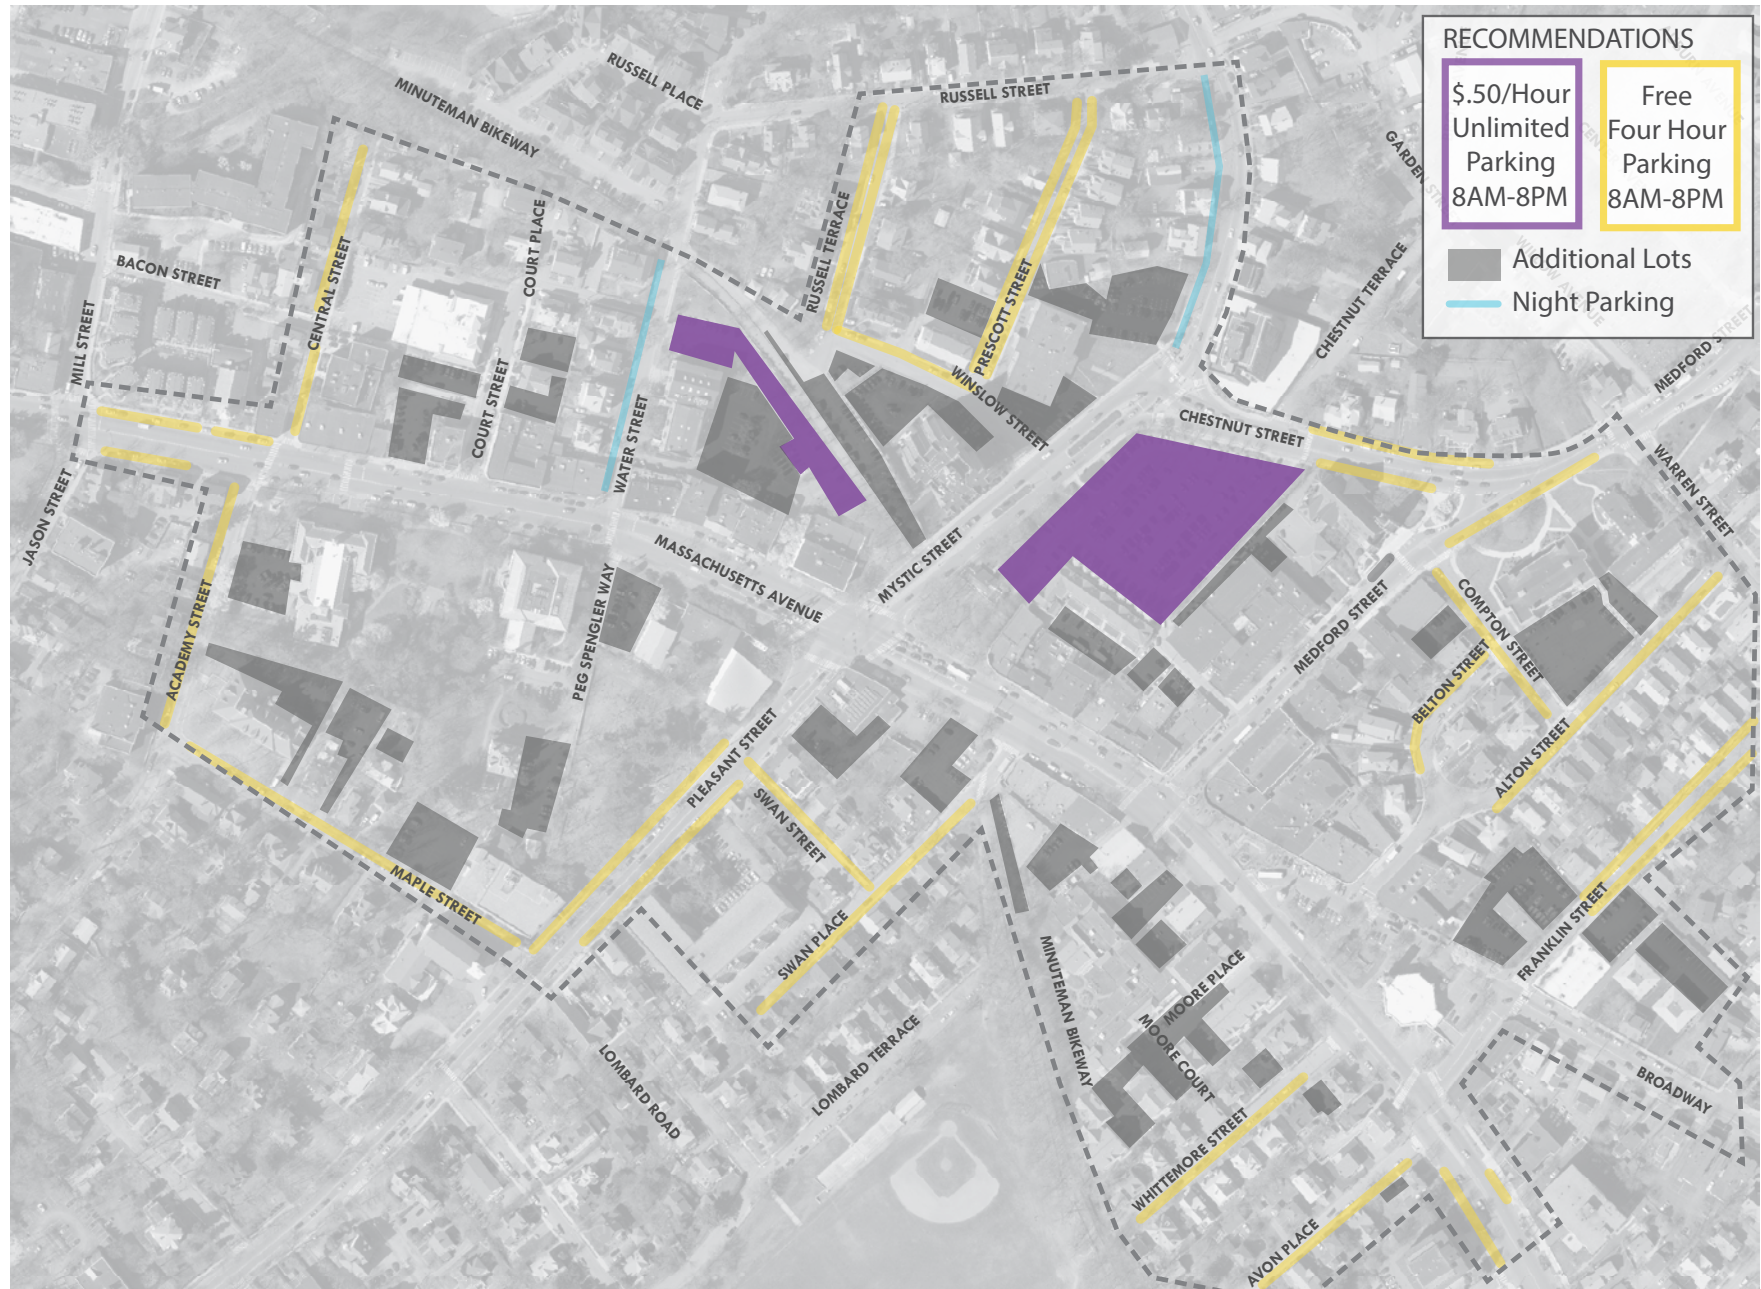 RECOMMENDATIONS
$.50/Hour
Unlimited
Parking
8AM-8PM
Free
Four Hour
Parking
8AM-8PM
Additional Lots
Night Parking
RUSSELL PLACE
MINUTEMAN BIKEWAY
RUSSELL STREET
COURT PLACE
BACON STREET
CENTRAL STREET
MILL STREET
RUSSELL TERRACE
PRESCOTT STREET
CHESTNUT TERRACE
MEDFORD STREET
COURT STREET
WATER STREET
WINSLOW STREET
CHESTNUT STREET
WARREN STREET
JASON STREET
MASSACHUSETTS AVENUE
MYSTIC STREET
ACADEMY STREET
PEG SPENGLER WAY
MEDFORD STREET
COMPTON STREET
BELTON STREET
ALTON STREET
PLEASANT STREET
SWAN STREET
MAPLE STREET
SWAN PLACE
FRANKLIN STREET
MINUTEMAN BIKEWAY
MOORE PLACE
MOORE COURT
LOMBARD ROAD
LOMBARD TERRACE
BROADWAY
WHITTEMORE STREET
AVON PLACE